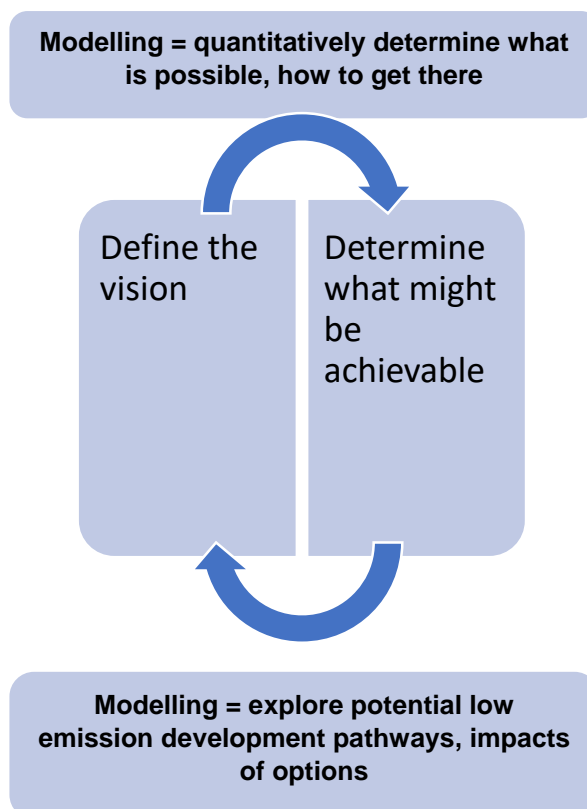 Modelling = quantitatively determine what
is possible, how to get there
Define the
vision
Determine
what might
be
achievable
Modelling = explore potential low
emission development pathways, impacts
of options